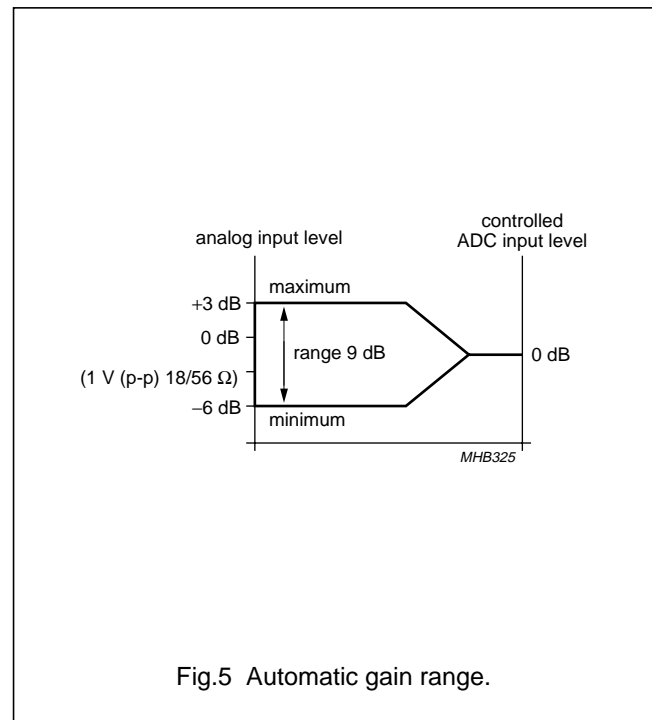 analog input level
controlled
ADC input level
maximum
+3 dB
0 dB
range 9 dB
0 dB
(1 V (p-p) 18/56 Ω)
−6 dB
minimum
MHB325
Fig.5 Automatic gain range.